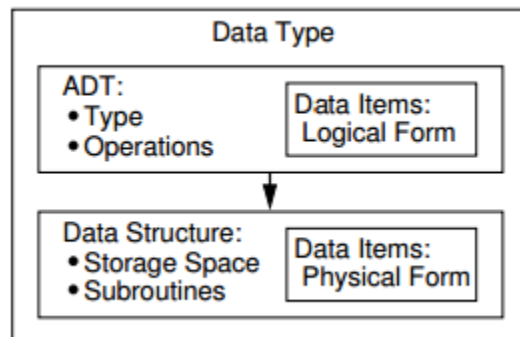 Data Type
ADT:
• Type
• Operations
Data Items:
Logical Form
Data Structure:
• Storage Space
• Subroutines
Data Items:
Physical Form